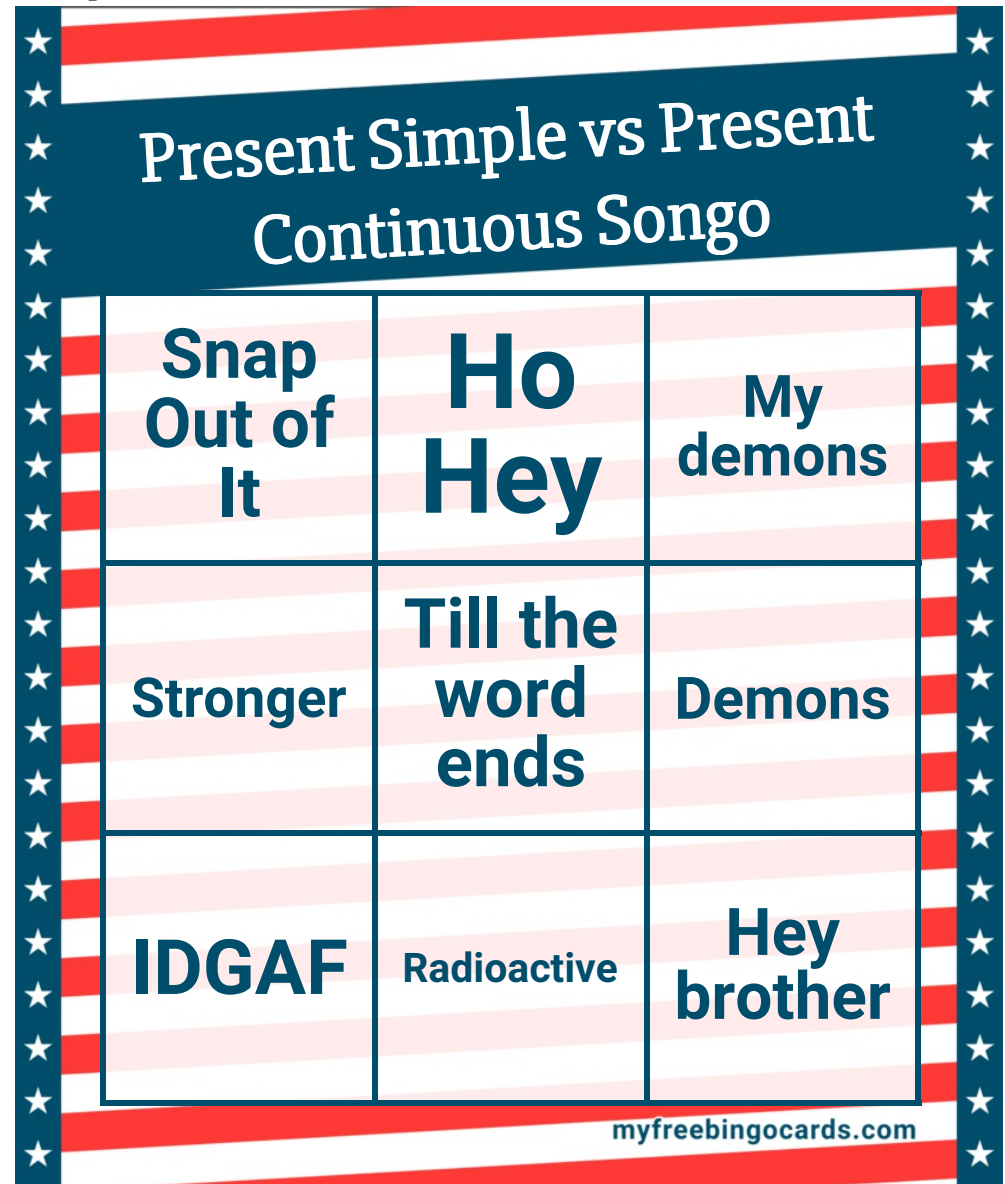 Present Simple vs Present
Continuous Songo
Snap
Out of
It
Ho
Hey
My
demons
Stronger
Till the
word
ends
Demons
IDGAF
Radioactive
Hey
brother
myfreebingocards.com